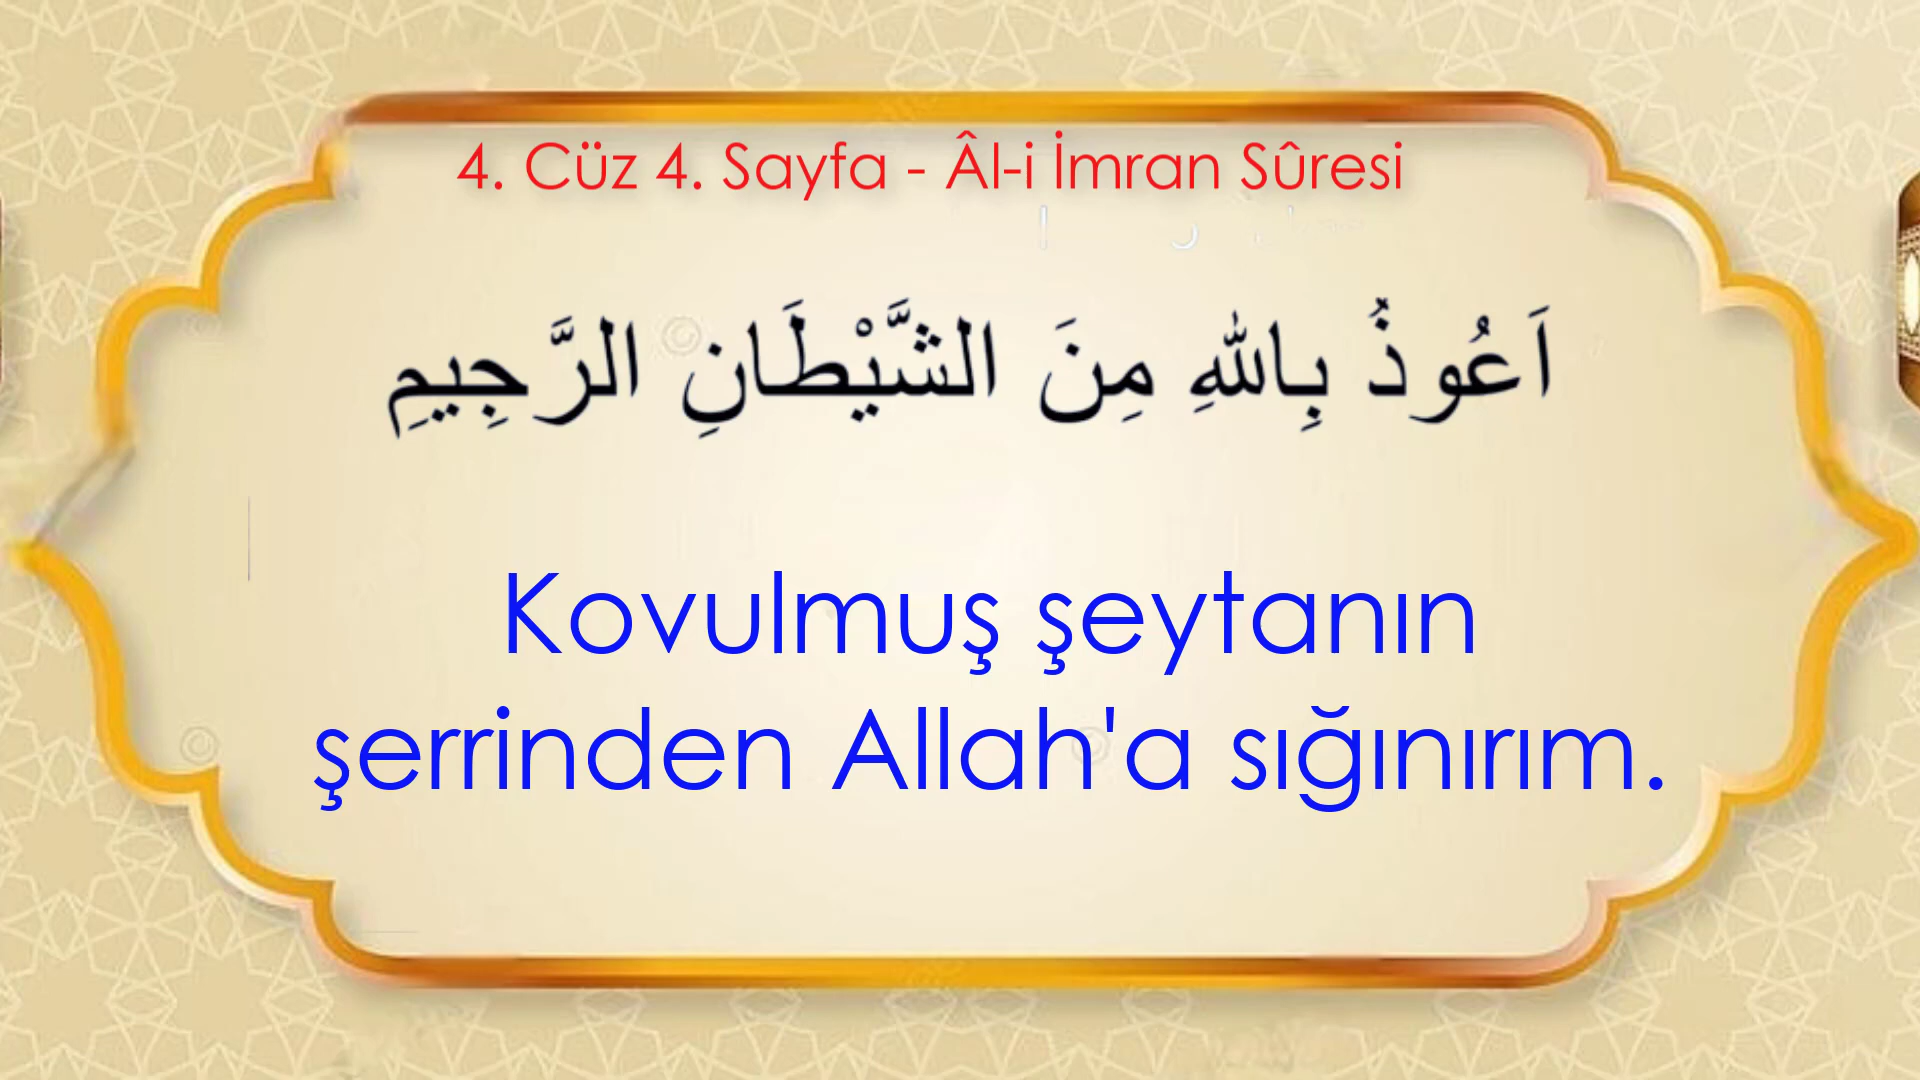 4. Cüz 4. Sayfa - Âl-i İmran Sûresi
اَعُوذُ بِاللّٰهِ مِنَ الشَّيْطَانِ الرَّجِيمِ
Kovulmuş şeytanın
şerrinden Allah'a sığınırım.